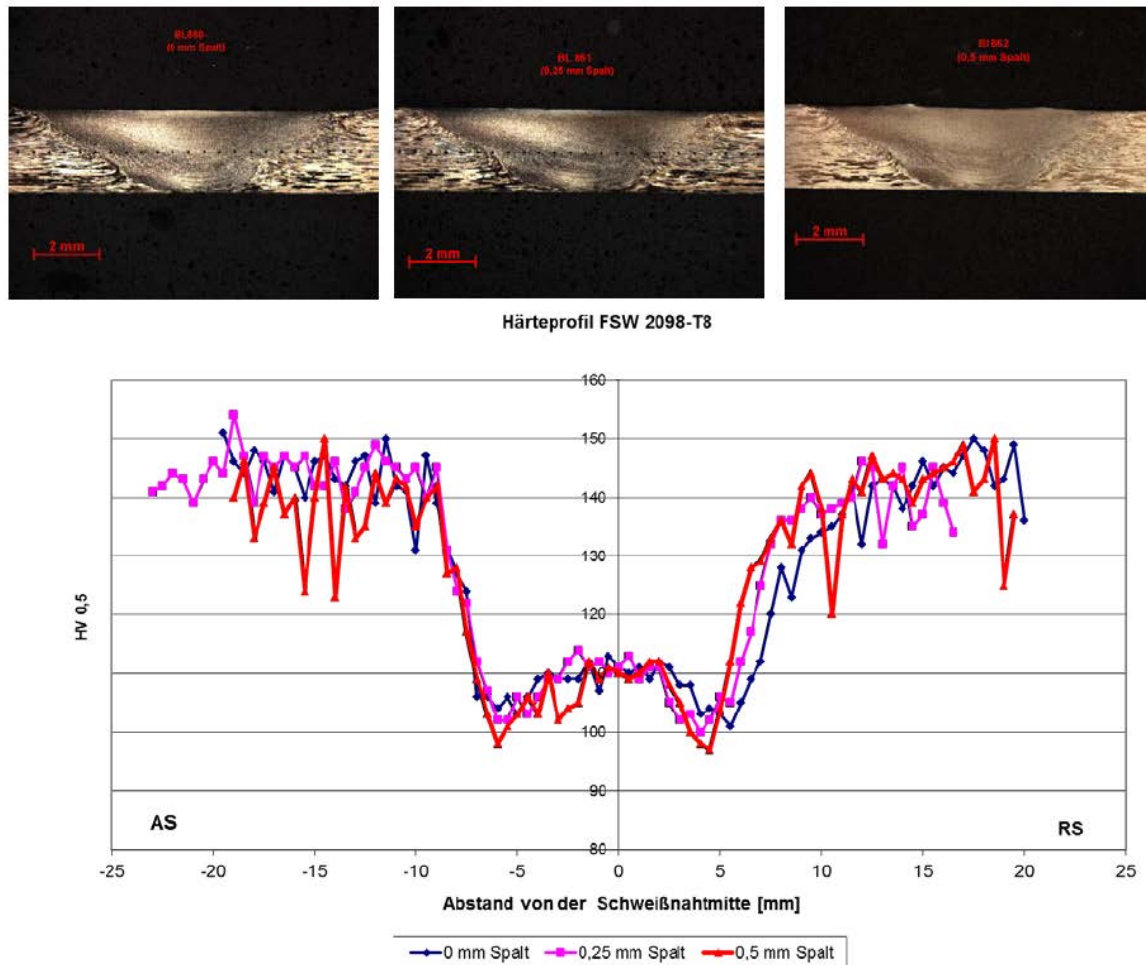 BL860
(0 mm Spalt)
BL 861
(0,25 mm Spalt)
Bl 862
(0,5 mm Spalt)
2 mm
2 mm
2 mm
Härteprofil FSW 2098-T8
160
150
140
130
120
110
100
90
80
HV 0,5
AS
RS
-25 -20 -15 -10 -5 0 5 10 15 20 25
Abstand von der Schweißnahtmitte [mm]
0 mm Spalt 0,25 mm Spalt 0,5 mm Spalt